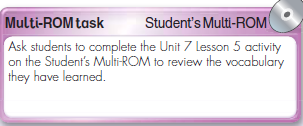 Multi-ROM task Student's Multi-ROM
Ask students to complete the Unit 7 Lesson 5 activity
on the Student's Multi-ROM to review the vocabulary
they have learned.